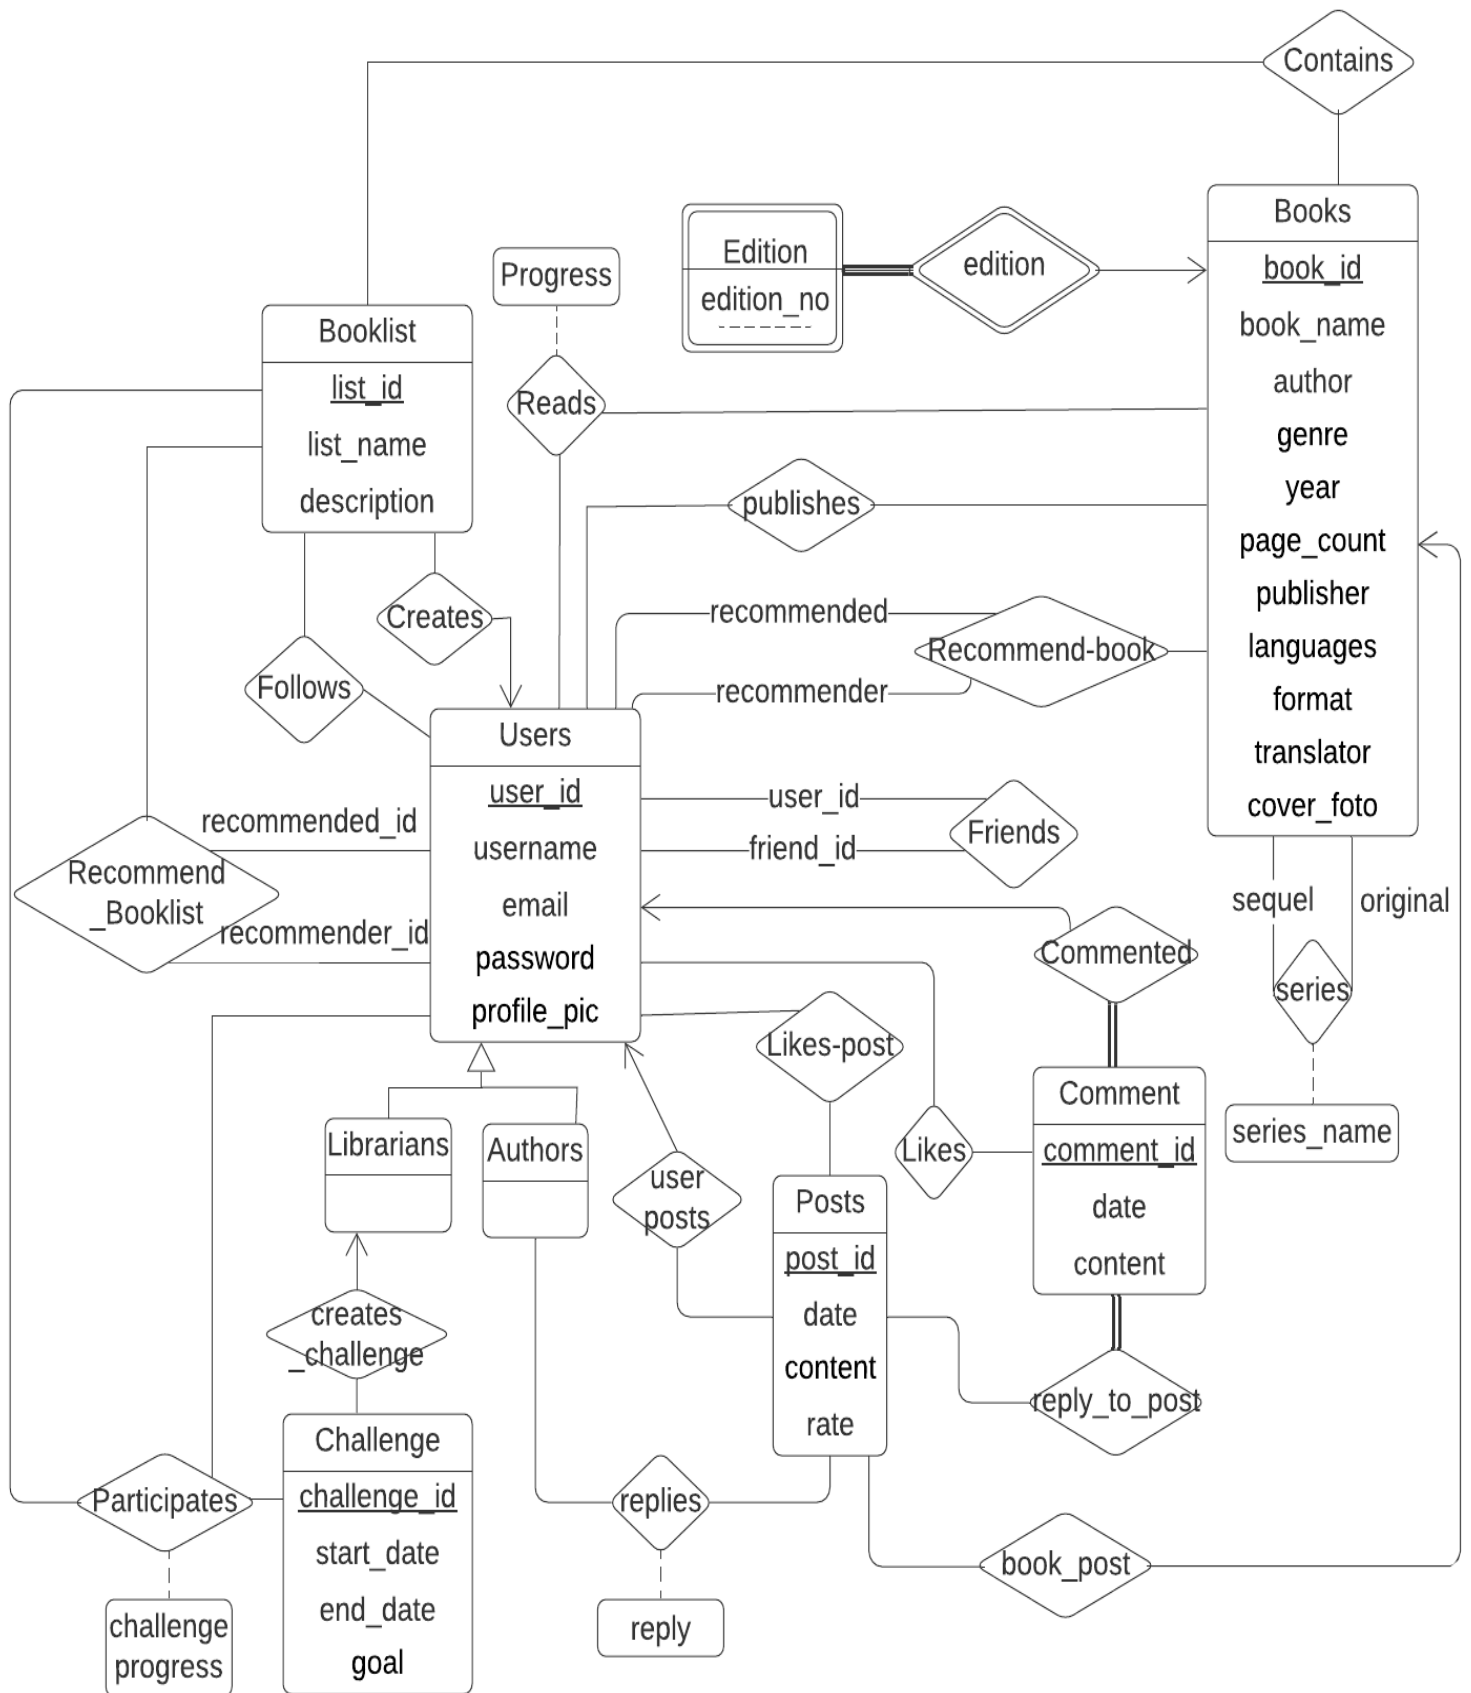 Contains
Books
book_id
book_name
author
genre
year
page_count
publisher
languages
format
translator
cover_foto
Edition
edition_no
edition
Progress
Reads
Booklist
list_id
list_name
description
publishes
Creates
Follows
recommended
Recommend-book
recommender
Users
user_id
username
email
password
profile_pic
user_id
friend_id
Friends
recommended_id
Recommend
_Booklist
recommender_id
sequel
original
series
series_name
Commented
Likes-post
Likes
Comment
comment_id
date
content
Librarians
Authors
user
posts
Posts
post_id
date
content
rate
creates
_challenge
reply_to_post
Challenge
challenge_id
start_date
end_date
goal
Participates
challenge
progress
replies
reply
book_post